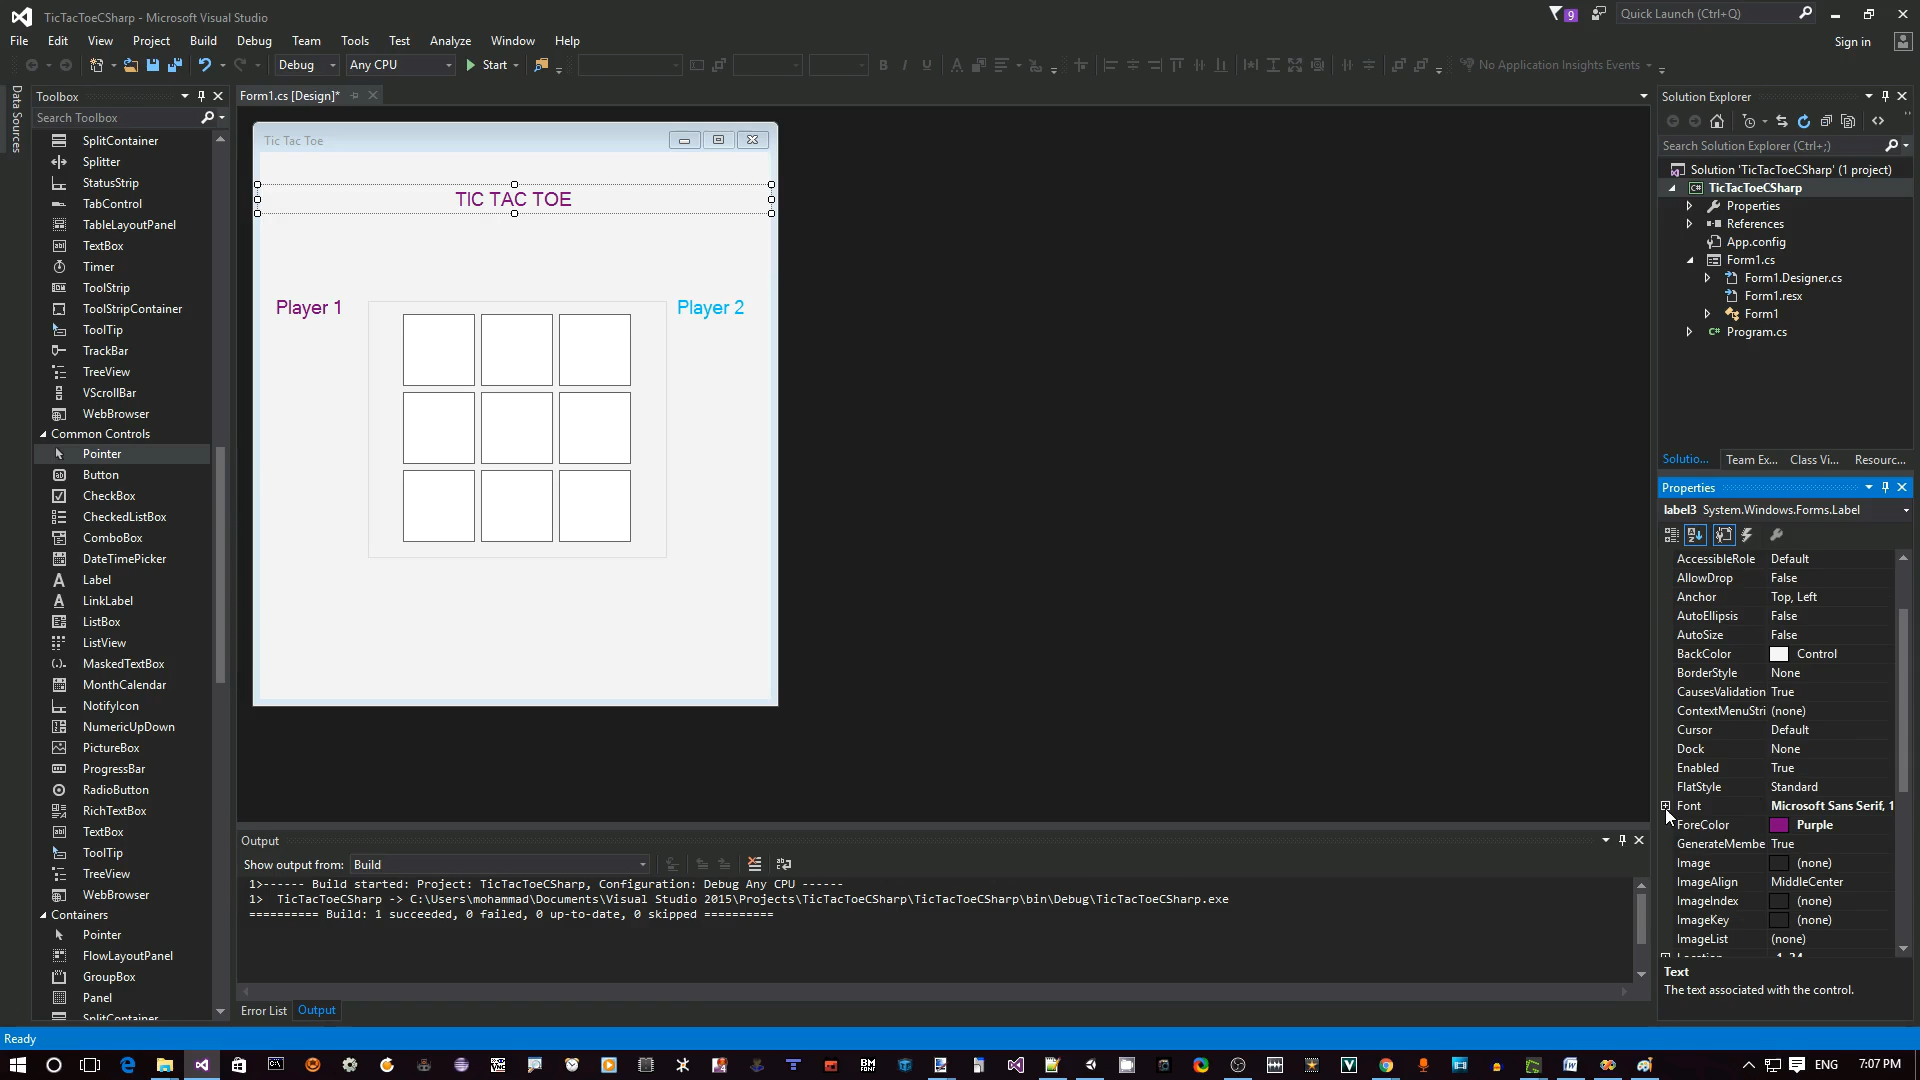 TicTacToeCSharp - Microsoft Visual Studio
9
Quick Launch (Ctrl+Q)
File Edit View Project Build Debug Team Tools Test Analyze Window Help
Sign in
Debug Any CPU Start No Application Insights Events
Data Sources
Toolbox
Search Toolbox
SplitContainer
Splitter
StatusStrip
TabControl
TableLayoutPanel
TextBox
Timer
ToolStrip
ToolStripContainer
ToolTip
TrackBar
TreeView
VScrollBar
WebBrowser
Common Controls
Pointer
Button
CheckBox
CheckedListBox
ComboBox
DateTimePicker
Label
LinkLabel
ListBox
ListView
MaskedTextBox
MonthCalendar
NotifyIcon
NumericUpDown
PictureBox
ProgressBar
RadioButton
RichTextBox
TextBox
ToolTip
TreeView
WebBrowser
Containers
Pointer
FlowLayoutPanel
GroupBox
Panel
SplitContainer
Form1.cs [Design]*
Tic Tac Toe
TIC TAC TOE
Player 1
Player 2
Output
Show output from: Build
1>------ Build started: Project: TicTacToeCSharp, Configuration: Debug Any CPU ------
1> TicTacToeCSharp -> C:\Users\mohammad\Documents\Visual Studio 2015\Projects\TicTacToeCSharp\TicTacToeCSharp\bin\Debug\TicTacToeCSharp.exe
========== Build: 1 succeeded, 0 failed, 0 up-to-date, 0 skipped ==========
Error List Output
Solution Explorer
Search Solution Explorer (Ctrl+;)
Solution 'TicTacToeCSharp' (1 project)
TicTacToeCSharp
Properties
References
App.config
Form1.cs
Form1.Designer.cs
Form1.resx
Form1
Program.cs
Solutio... Team Ex... Class Vi... Resourc...
Properties
label3 System.Windows.Forms.Label
AccessibleRole Default
AllowDrop False
Anchor Top, Left
AutoEllipsis False
AutoSize False
BackColor Control
BorderStyle None
CausesValidation True
ContextMenuStri (none)
Cursor Default
Dock None
Enabled True
FlatStyle Standard
Font Microsoft Sans Serif, 1
ForeColor Purple
GenerateMembe True
Image (none)
ImageAlign MiddleCenter
ImageIndex (none)
ImageKey (none)
ImageList (none)
Text
The text associated with the control.
Ready
ENG 7:07 PM